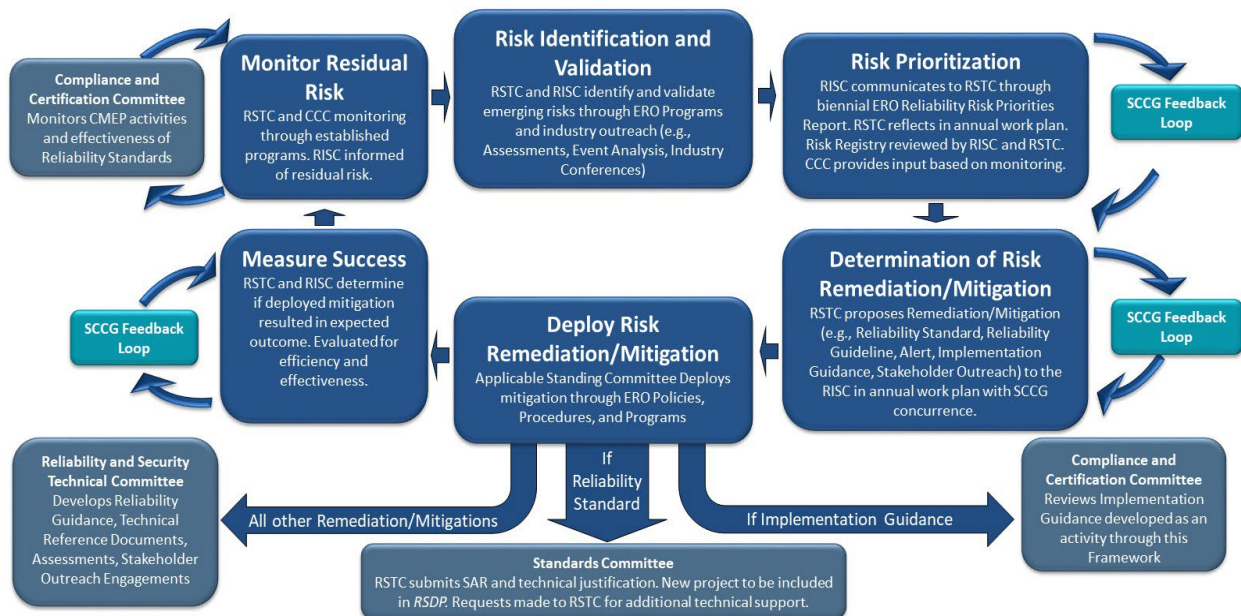 Compliance and
Certification Committee
Monitors CMEP activities
and effectiveness of
Reliability Standards
Monitor Residual
Risk
RSTC and CCC monitoring
through established
programs. RISC informed
of residual risk.
Risk Identification and
Validation
RSTC and RISC identify and validate
emerging risks through ERO Programs
and industry outreach (e.g.,
Assessments, Event Analysis, Industry
Conferences)
Risk Prioritization
RISC communicates to RSTC through
biennial ERO Reliability Risk Priorities
Report. RSTC reflects in annual work plan.
Risk Registry reviewed by RISC and RSTC.
CCC provides input based on monitoring.
SCCG Feedback
Loop
Determination of Risk
Remediation/Mitigation
RSTC proposes Remediation/Mitigation
(e.g., Reliability Standard, Reliability
Guideline, Alert, Implementation
Guidance, Stakeholder Outreach) to the
RISC in annual work plan with SCCG
concurrence.
SCCG Feedback
Loop
Deploy Risk
Remediation/Mitigation
Applicable Standing Committee Deploys
mitigation through ERO Policies,
Procedures, and Programs
Measure Success
RSTC and RISC determine
if deployed mitigation
resulted in expected
outcome. Evaluated for
efficiency and
effectiveness.
SCCG Feedback
Loop
Reliability and Security
Technical Committee
Develops Reliability
Guidance, Technical
Reference Documents,
Assessments, Stakeholder
Outreach Engagements
All other Remediation/Mitigations
If
Reliability
Standard
If Implementation Guidance
Compliance and
Certification Committee
Reviews Implementation
Guidance developed as an
activity through this
Framework
Standards Committee
RSTC submits SAR and technical justification. New project to be included
in RSDP. Requests made to RSTC for additional technical support.